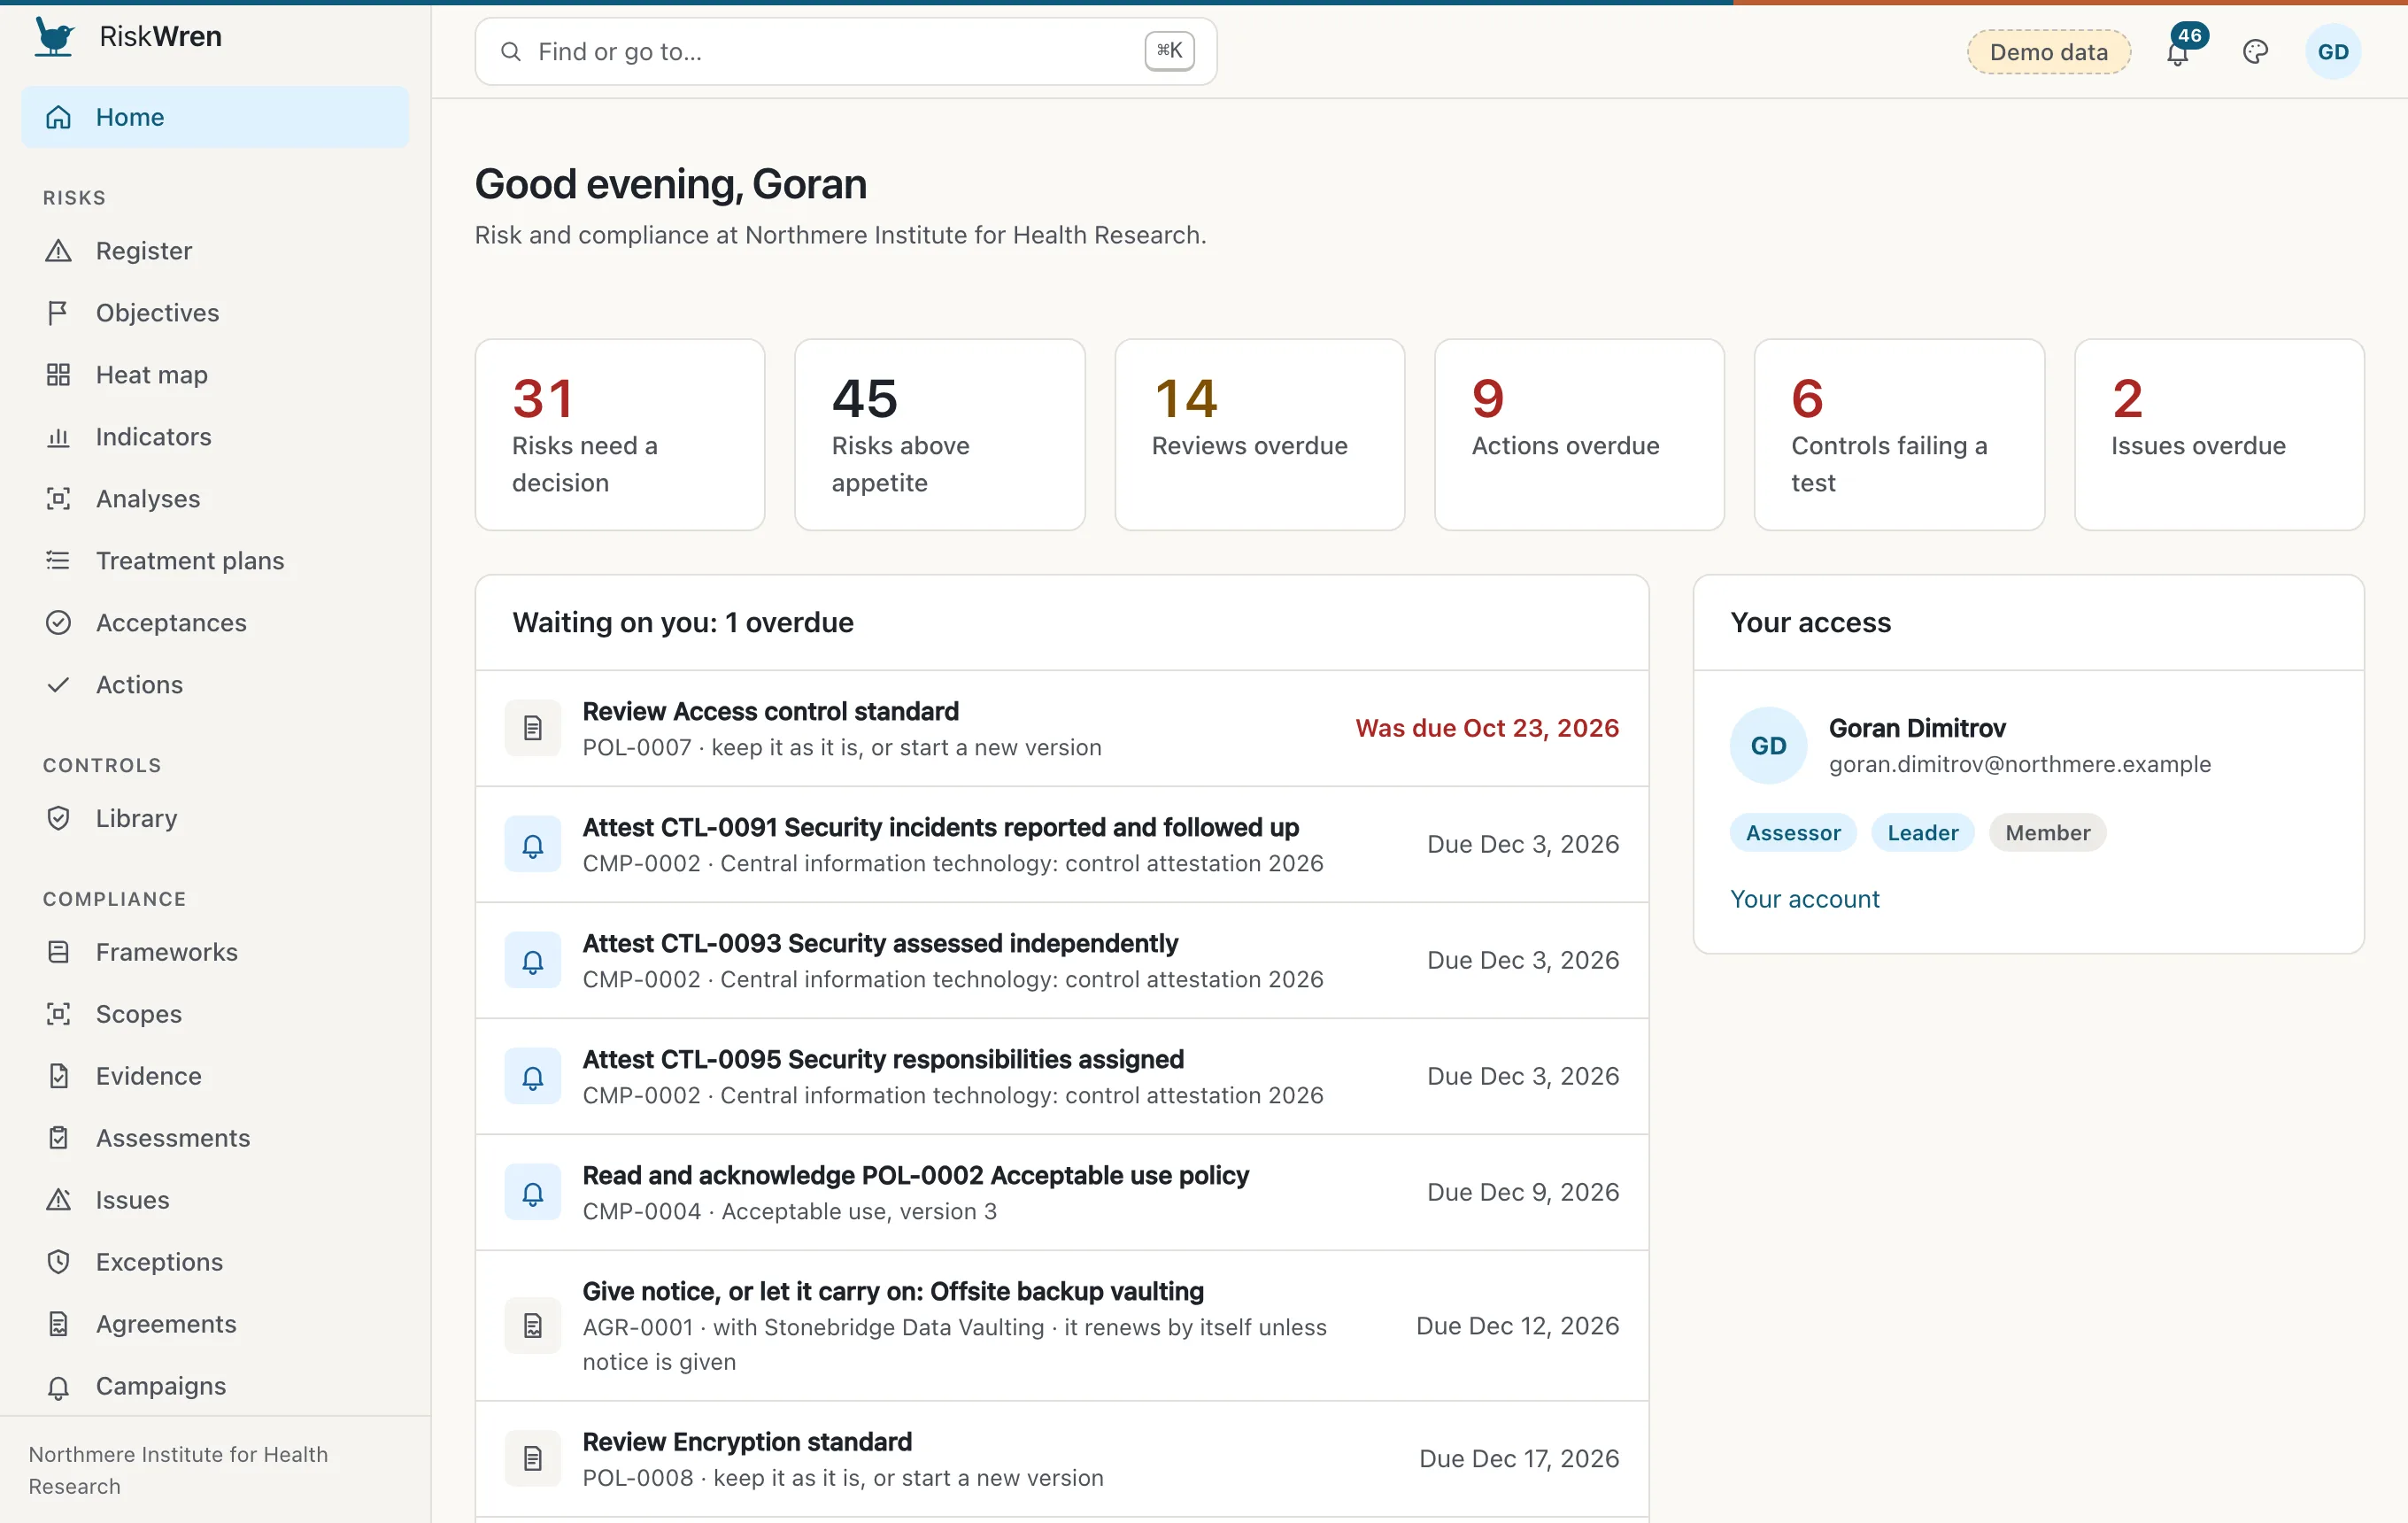 RiskWren
Find or go to...
⌘K
Demo data
46
GD
Home
RISKS
Register
Objectives
Heat map
Indicators
Analyses
Treatment plans
Acceptances
Actions
CONTROLS
Library
COMPLIANCE
Frameworks
Scopes
Evidence
Assessments
Issues
Exceptions
Agreements
Campaigns
Northmere Institute for Health
Research
Good evening, Goran
Risk and compliance at Northmere Institute for Health Research.
31
Risks need a
decision
45
Risks above
appetite
14
Reviews overdue
9
Actions overdue
6
Controls failing a
test
2
Issues overdue
Waiting on you: 1 overdue
Review Access control standard
POL-0007 · keep it as it is, or start a new version
Was due Oct 23, 2026
Attest CTL-0091 Security incidents reported and followed up
CMP-0002 · Central information technology: control attestation 2026
Due Dec 3, 2026
Attest CTL-0093 Security assessed independently
CMP-0002 · Central information technology: control attestation 2026
Due Dec 3, 2026
Attest CTL-0095 Security responsibilities assigned
CMP-0002 · Central information technology: control attestation 2026
Due Dec 3, 2026
Read and acknowledge POL-0002 Acceptable use policy
CMP-0004 · Acceptable use, version 3
Due Dec 9, 2026
Give notice, or let it carry on: Offsite backup vaulting
AGR-0001 · with Stonebridge Data Vaulting · it renews by itself unless
notice is given
Due Dec 12, 2026
Review Encryption standard
POL-0008 · keep it as it is, or start a new version
Due Dec 17, 2026
Your access
GD
Goran Dimitrov
goran.dimitrov@northmere.example
Assessor
Leader
Member
Your account